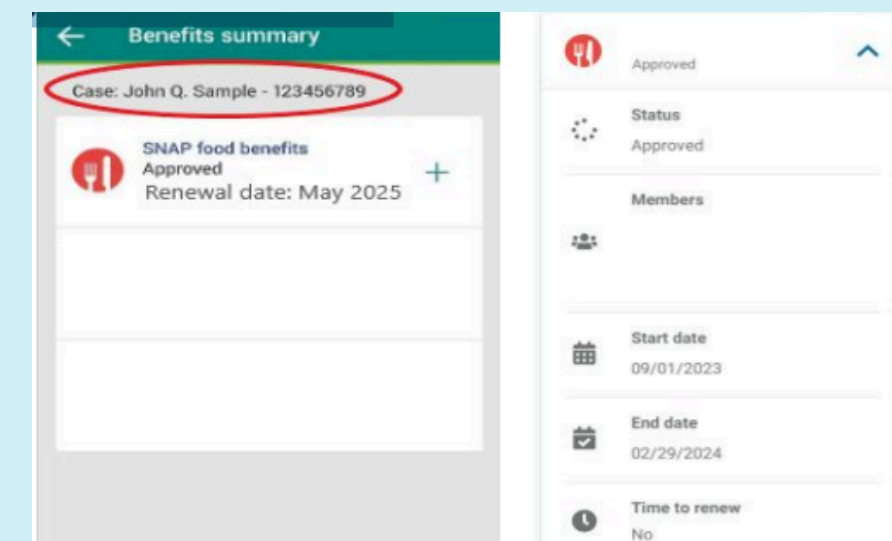 Benefits summary
Case: John Q. Sample - 123456789
SNAP food benefits
Approved
Renewal date: May 2025
Approved
Status
Approved
Members
Start date
09/01/2023
End date
02/29/2024
Time to renew
No